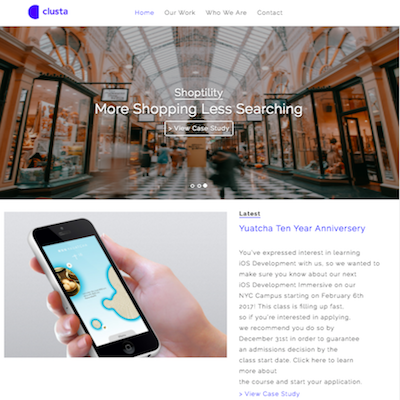 clusta
Home Our Work Who We Are Contact
Shoptility
More Shopping Less Searching
> View Case Study
Latest
Yuatcha Ten Year Anniversery
You've expressed interest in learning
iOS Development with us, so we wanted to
make sure you know about our next
iOS Development Immersive on our
NYC Campus starting on February 6th
2017! This class is filling up fast,
so if you're interested in applying,
we recommend you do so by
December 31st in order to guarantee
an admissions decision by the
class start date. Click here to learn
more about
the course and start your application.
> View Case Study